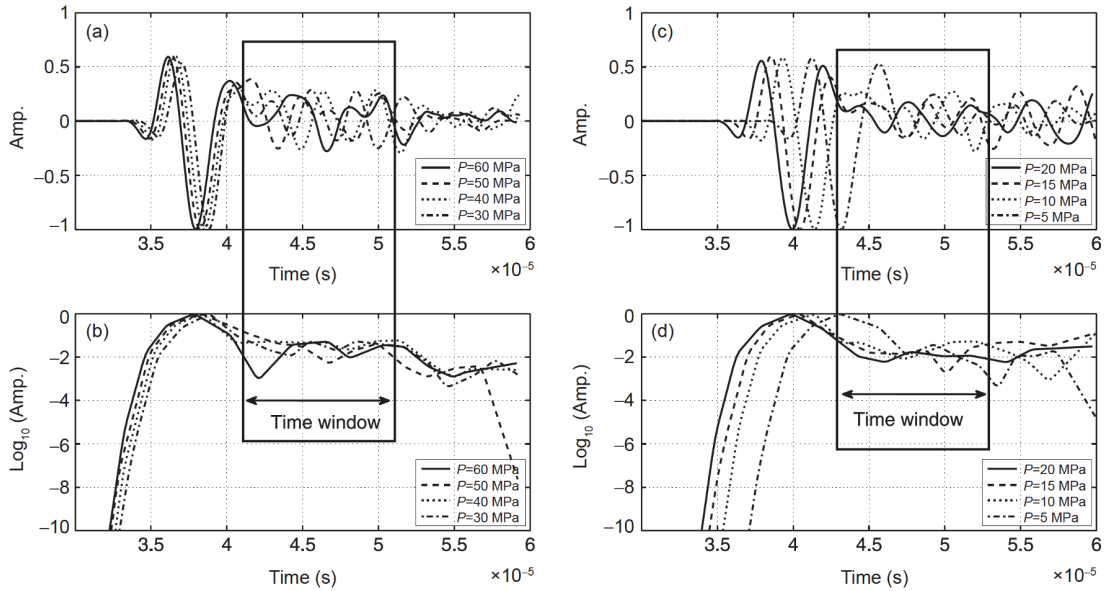 (a)
Amp.
1
0.5
0
−0.5
−1
P=60 MPa
P=50 MPa
P=40 MPa
P=30 MPa
3.5
4
4.5
5
5.5
6
×10⁻⁵
Time (s)
(b)
Log₁₀ (Amp.)
0
−2
−4
−6
−8
−10
Time window
P=60 MPa
P=50 MPa
P=40 MPa
P=30 MPa
3.5
4
4.5
5
5.5
6
×10⁻⁵
Time (s)
(c)
Amp.
1
0.5
0
−0.5
−1
P=20 MPa
P=15 MPa
P=10 MPa
P=5 MPa
3.5
4
4.5
5
5.5
6
×10⁻⁵
Time (s)
(d)
Log₁₀ (Amp.)
0
−2
−4
−6
−8
−10
Time window
P=20 MPa
P=15 MPa
P=10 MPa
P=5 MPa
3.5
4
4.5
5
5.5
6
×10⁻⁵
Time (s)